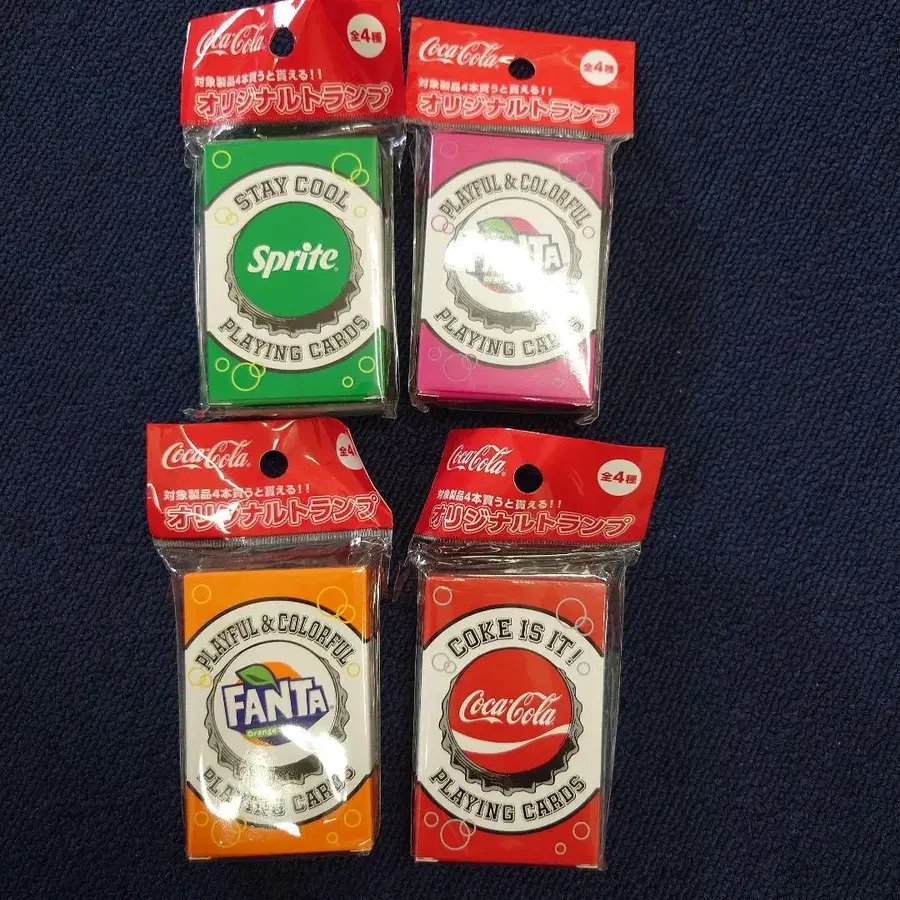 Coca-Cola
全4種
対象製品4本買うと貰える!!
オリジナルトランプ
STAY COOL
Sprite
PLAYING CARDS
Coca-Cola
全4種
対象製品4本買うと貰える!!
オリジナルトランプ
PLAYFUL & COLORFUL
FANTA
PLAYING CARDS
Coca-Cola
全4
対象製品4本買うと貰える!!
オリジナルトランプ
PLAYFUL & COLORFUL
FANTA
Orange
PLAYING CARDS
Coca-Cola
全4種
対象製品4本買うと貰える!!
オリジナルトランプ
COKE IS IT!
Coca-Cola
PLAYING CARDS